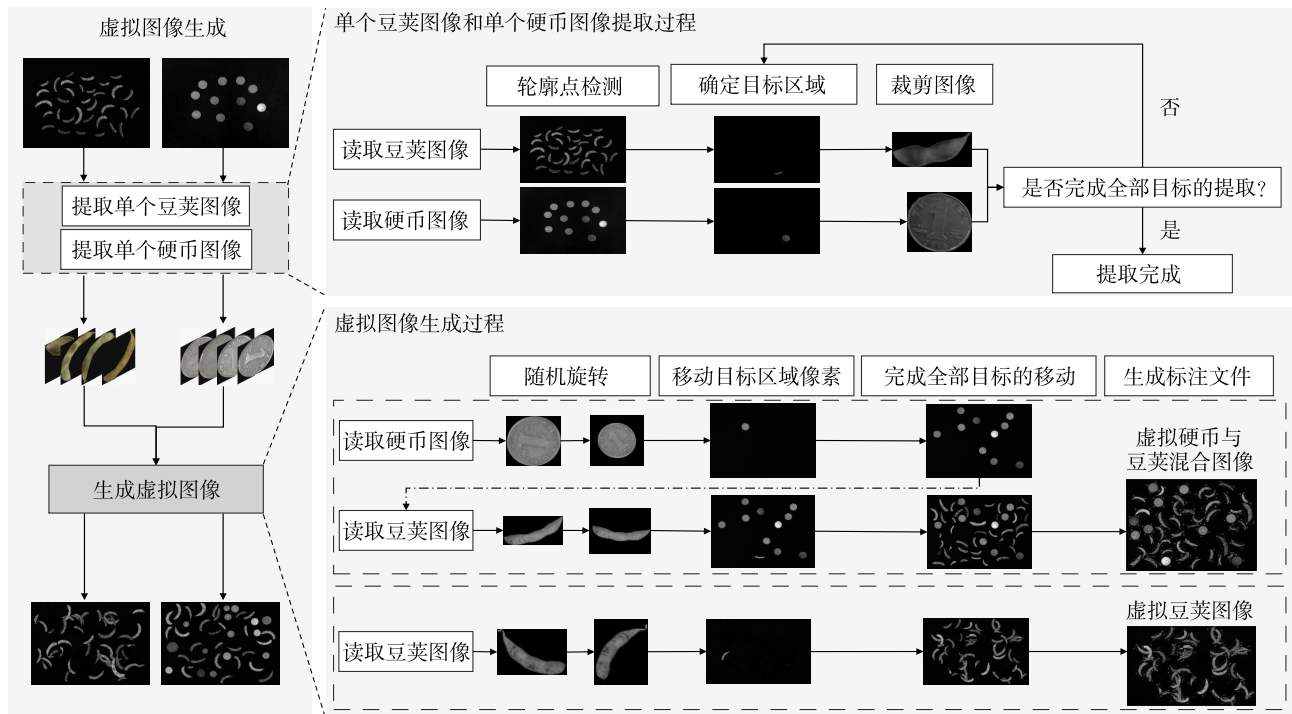 虚拟图像生成
提取单个豆荚图像
提取单个硬币图像
生成虚拟图像
单个豆荚图像和单个硬币图像提取过程
轮廓点检测
确定目标区域
裁剪图像
否
读取豆荚图像
是否完成全部目标的提取?
读取硬币图像
是
提取完成
虚拟图像生成过程
随机旋转
移动目标区域像素
完成全部目标的移动
生成标注文件
读取硬币图像
虚拟硬币与
豆荚混合图像
读取豆荚图像
虚拟豆荚图像
读取豆荚图像